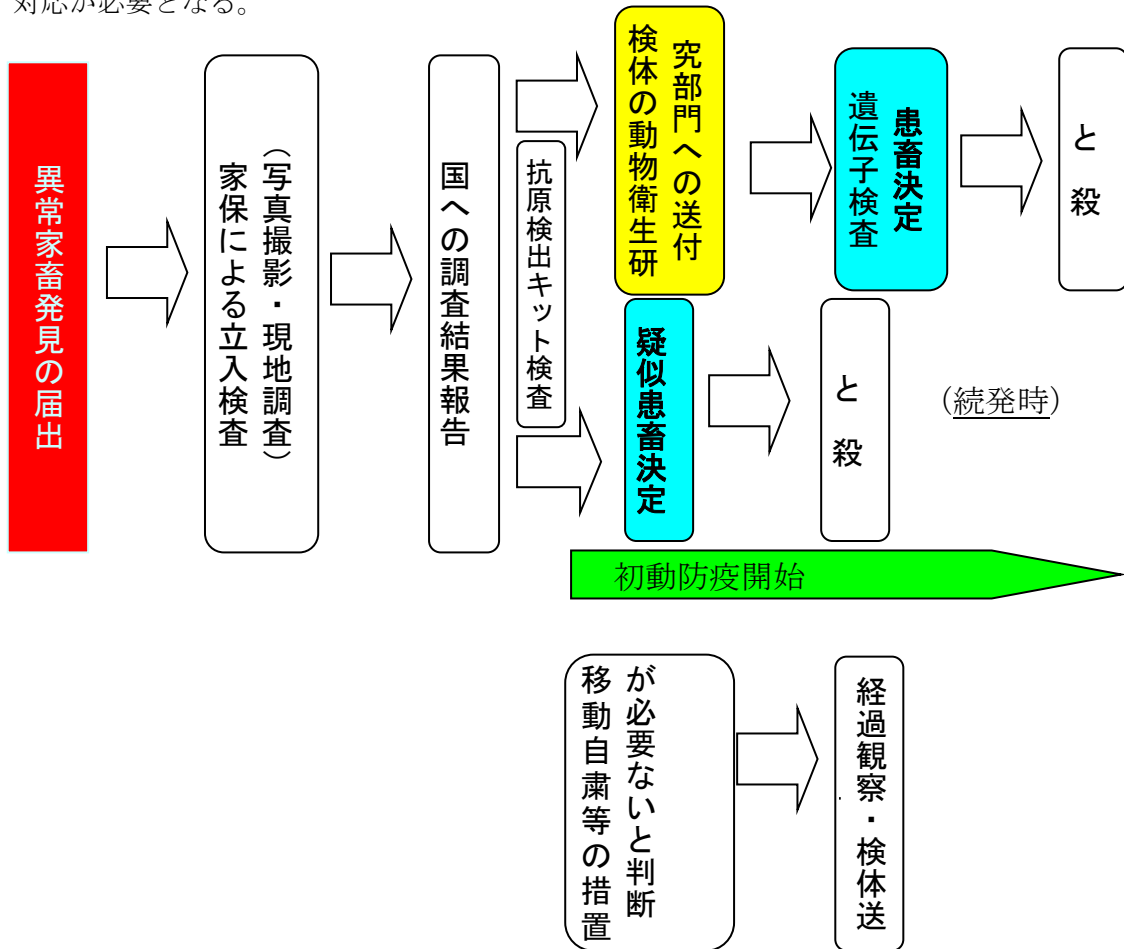 対応が必要となる。
異常家畜発見の届出
家保による立入検査
(写真撮影・現地調査)
国への調査結果報告
抗原検出キット検査
検体の動物衛生研
究部門への送付
遺伝子検査
患畜決定
と殺
疑似患畜決定
と殺
(続発時)
初動防疫開始
移動自粛等の措置
が必要ないと判断
経過観察・検体送